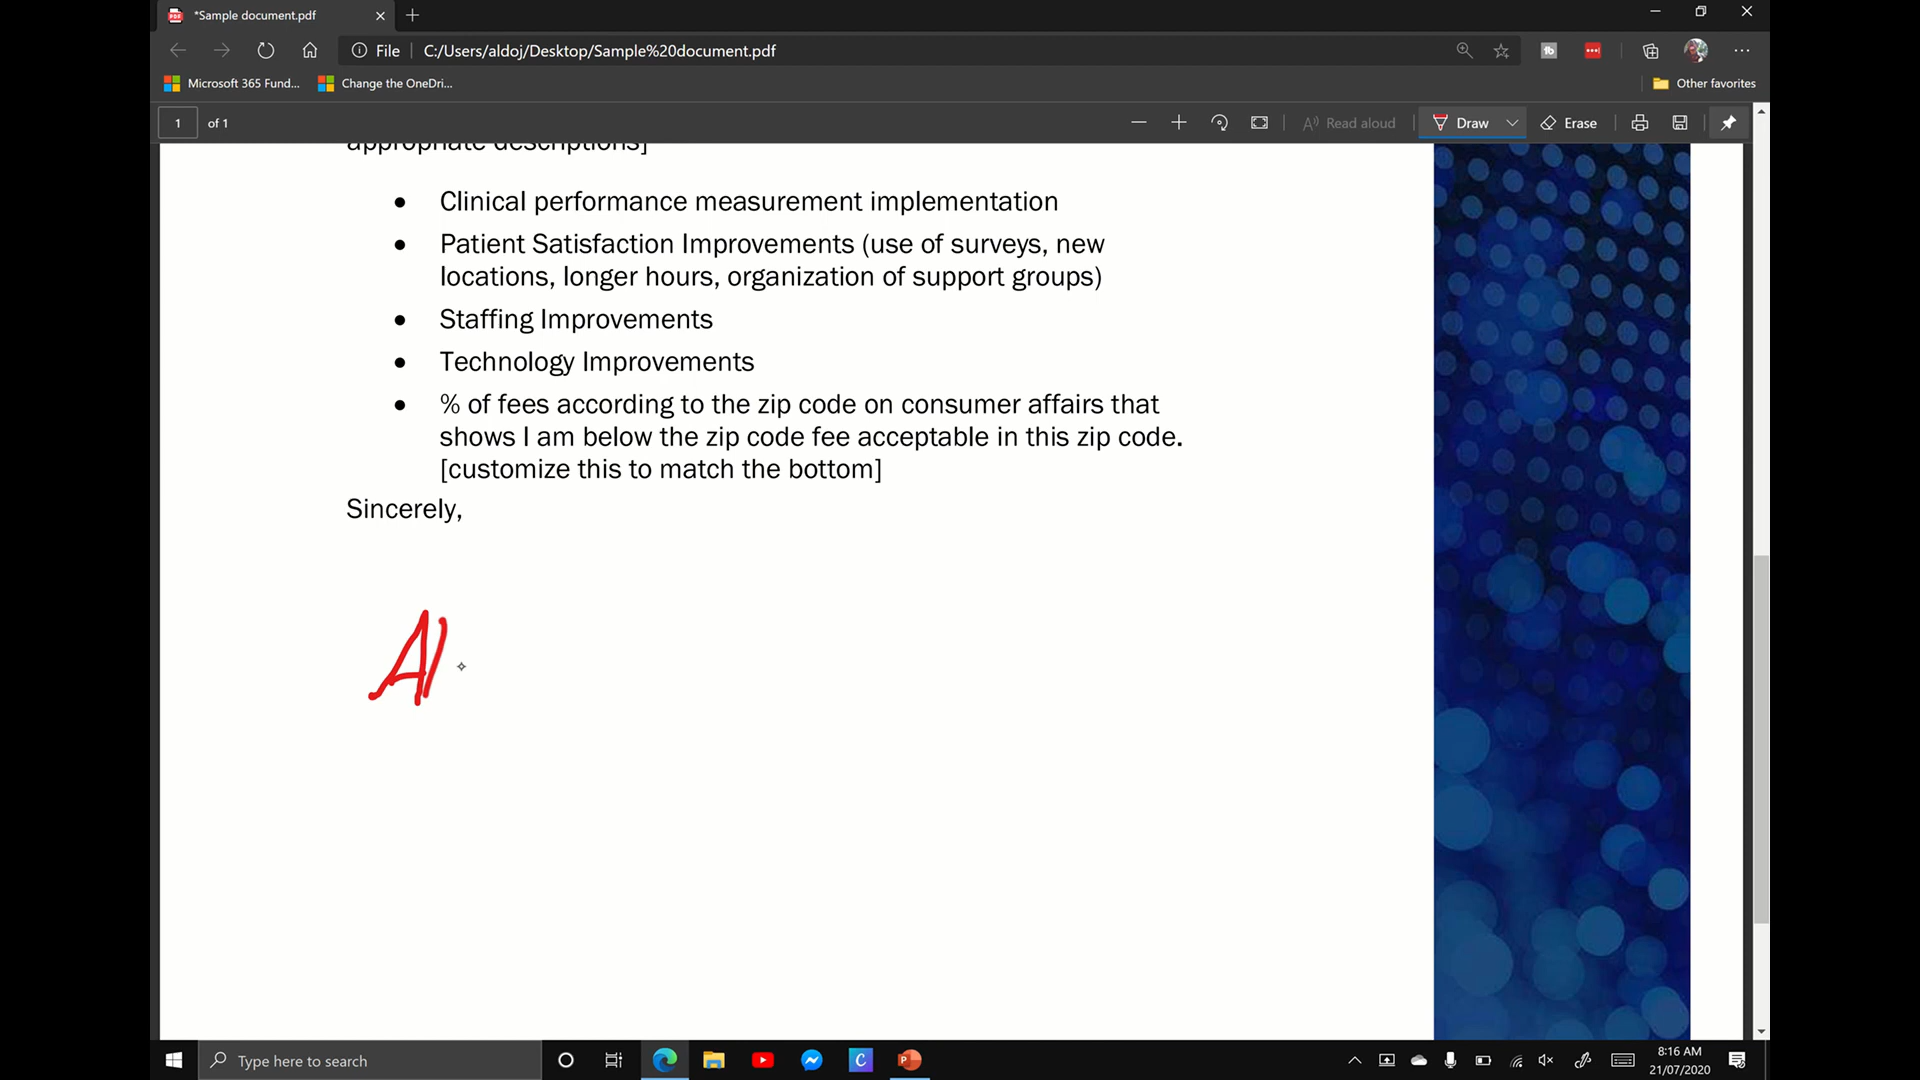 *Sample document.pdf
File
C:/Users/aldoj/Desktop/Sample%20document.pdf
Microsoft 365 Fund...
Change the OneDri...
Other favorites
1 of 1
Read aloud
Draw
Erase
appropriate descriptions]
• Clinical performance measurement implementation
• Patient Satisfaction Improvements (use of surveys, new
locations, longer hours, organization of support groups)
• Staffing Improvements
• Technology Improvements
• % of fees according to the zip code on consumer affairs that
shows I am below the zip code fee acceptable in this zip code.
[customize this to match the bottom]
Sincerely,
Al
Type here to search
8:16 AM
21/07/2020